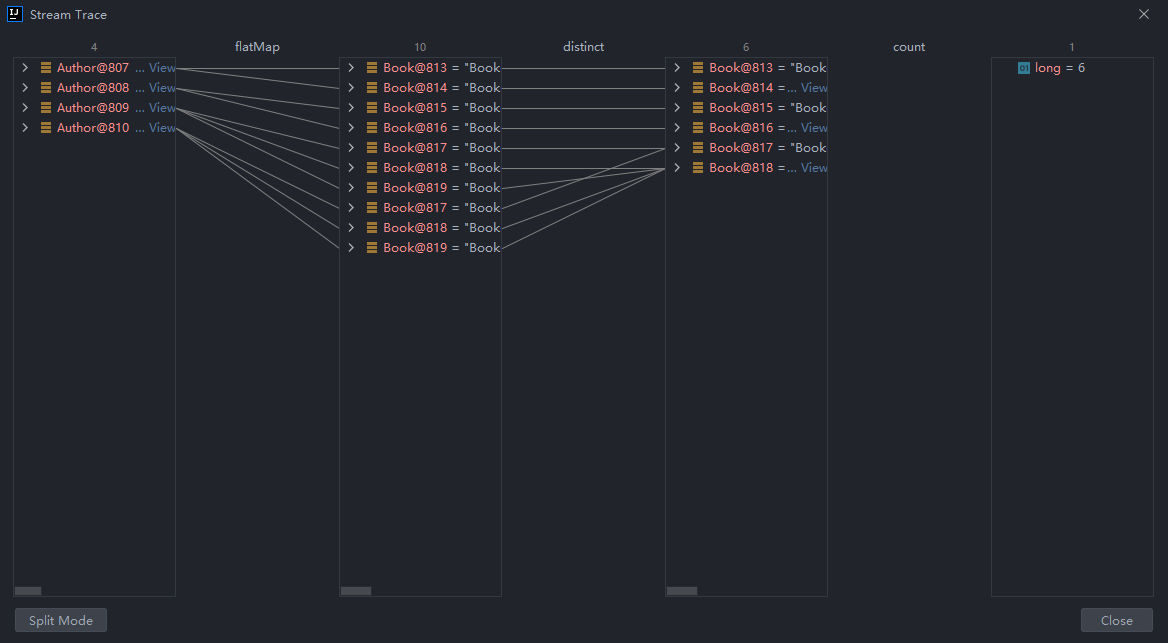 IJ Stream Trace
4 flatMap 10 distinct 6 count 1
Author@807 ... View Book@813 = "Book Book@813 = "Book 01 long = 6
Author@808 ... View Book@814 = "Book Book@814 =... View
Author@809 ... View Book@815 = "Book Book@815 = "Book
Author@810 ... View Book@816 = "Book Book@816 =... View
Book@817 = "Book Book@817 = "Book
Book@818 = "Book Book@818 =... View
Book@819 = "Book
Book@817 = "Book
Book@818 = "Book
Book@819 = "Book
Split Mode Close